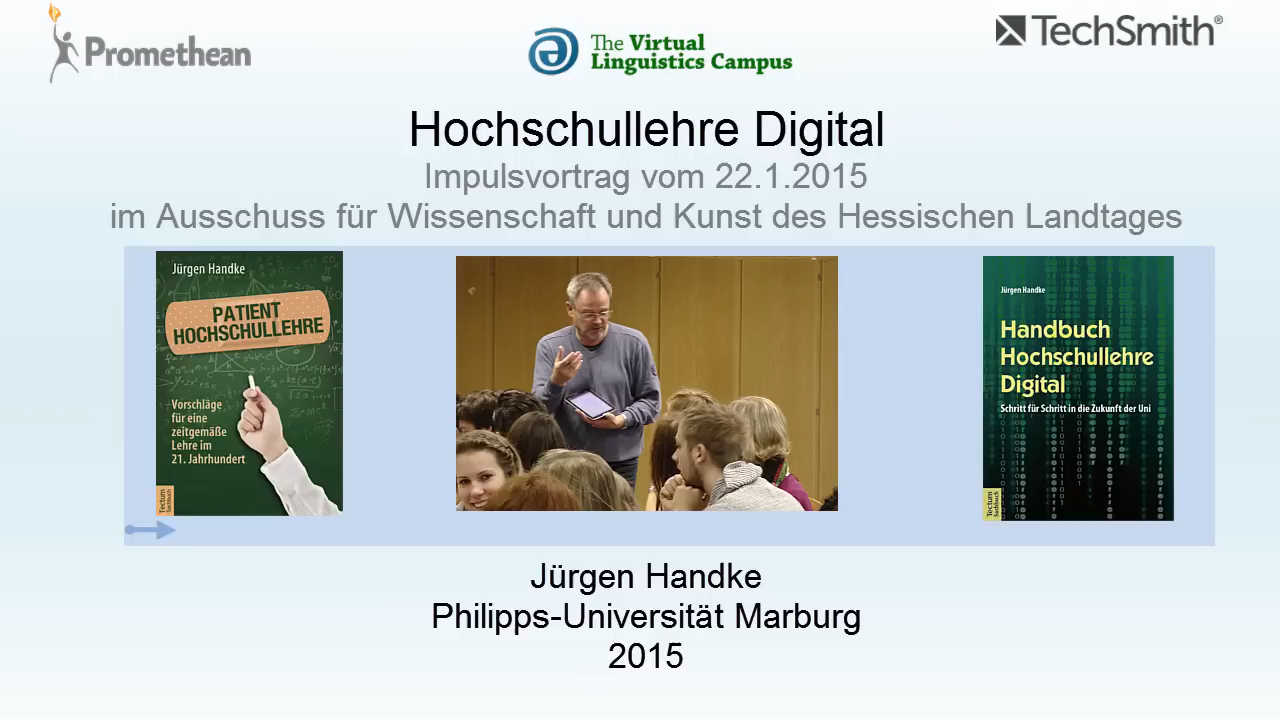 Promethean
The Virtual
Linguistics Campus
TechSmith®
Hochschullehre Digital
Impulsvortrag vom 22.1.2015
im Ausschuss für Wissenschaft und Kunst des Hessischen Landtages
Jürgen Handke
PATIENT
HOCHSCHULLEHRE
Vorschläge
für eine
zeitgemäße
Lehre im
21. Jahrhundert
Tectum
Sachbuch
Jürgen Handke
Handbuch
Hochschullehre
Digital
Schritt für Schritt in die Zukunft der Uni
Tectum
Sachbuch
Jürgen Handke
Philipps-Universität Marburg
2015